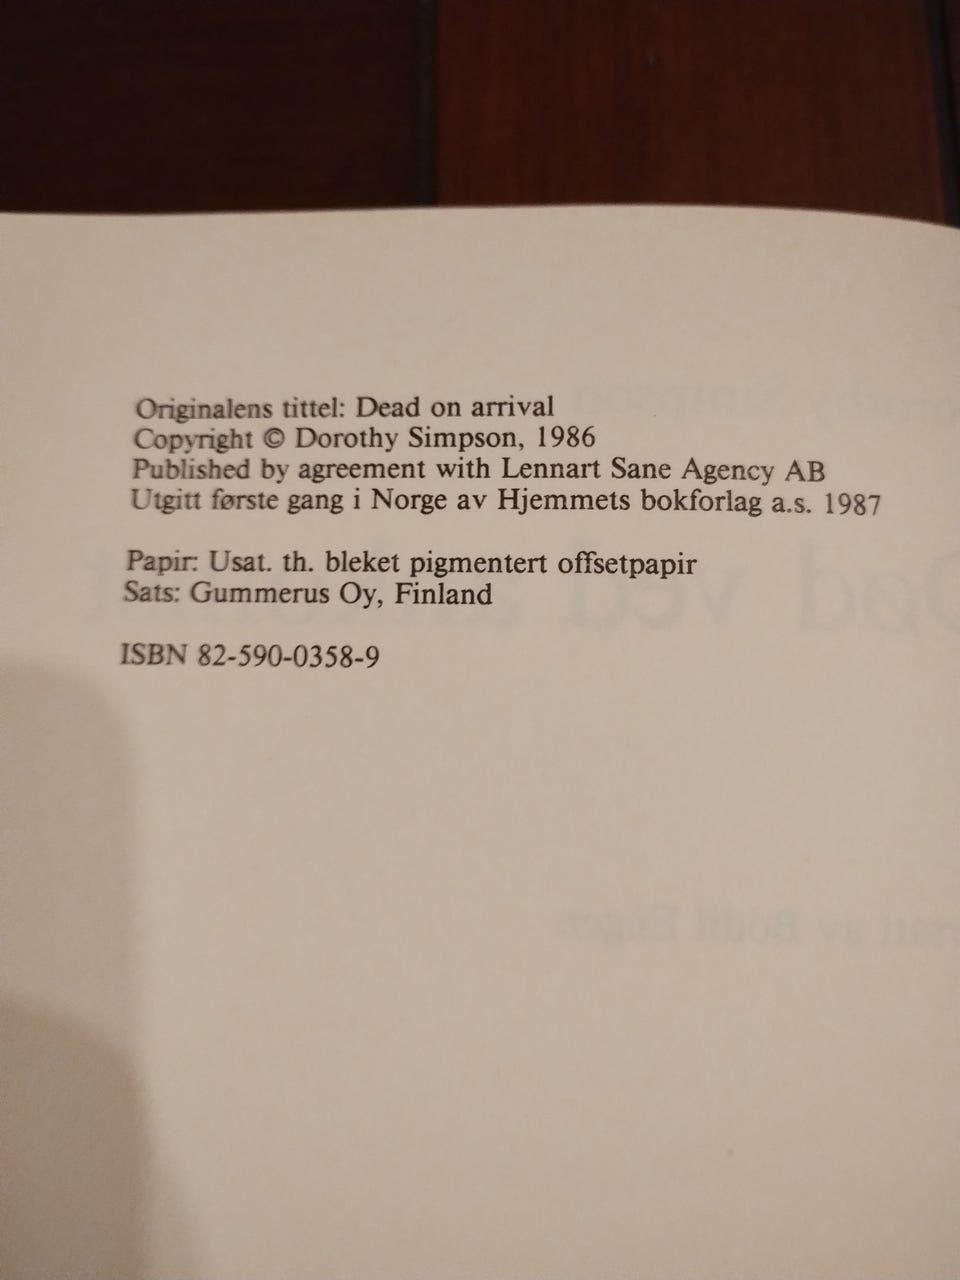 Originalens tittel: Dead on arrival
Copyright © Dorothy Simpson, 1986
Published by agreement with Lennart Sane Agency AB
Utgitt første gang i Norge av Hjemmets bokforlag a.s. 1987
Papir: Usat. th. bleket pigmentert offsetpapir
Sats: Gummerus Oy, Finland
ISBN 82-590-0358-9